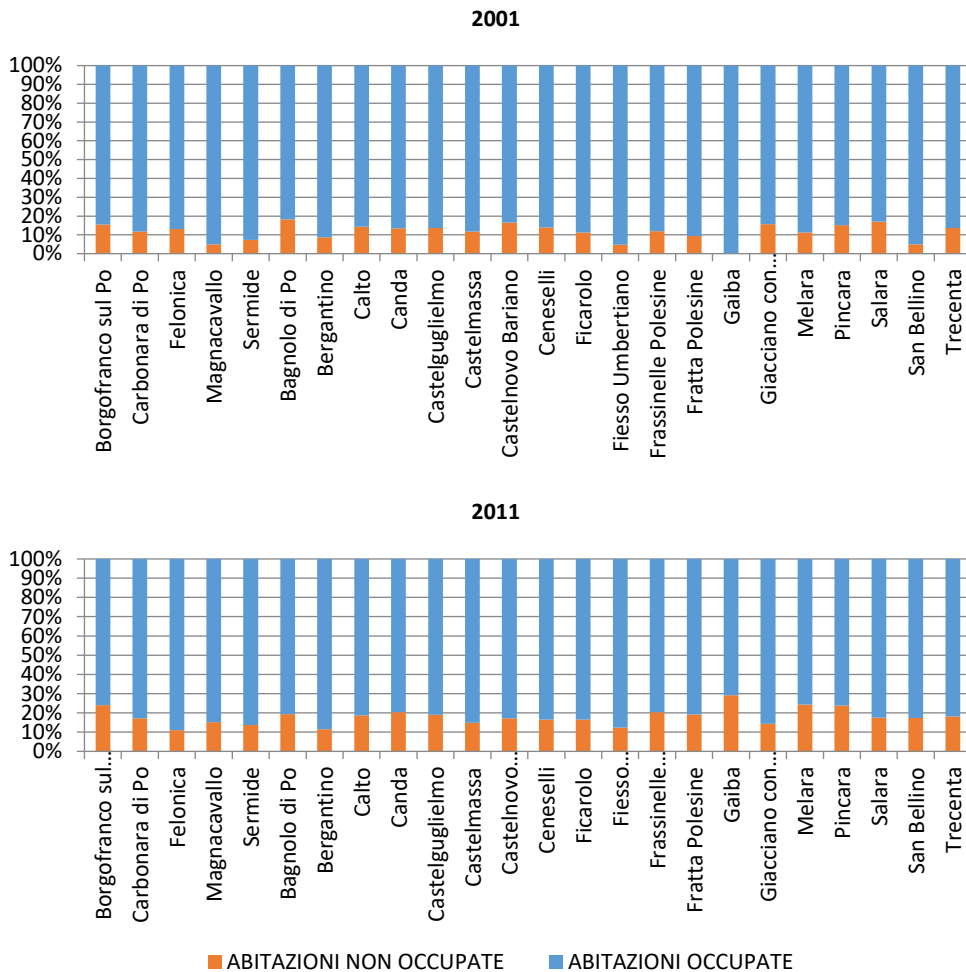 2001
100%
90%
80%
70%
60%
50%
40%
30%
20%
10%
0%
Borgofranco sul Po
Carbonara di Po
Felonica
Magnacavallo
Sermide
Bagnolo di Po
Bergantino
Calto
Canda
Castelguglielmo
Castelmassa
Castelnovo Bariano
Ceneselli
Ficarolo
Fiesso Umbertiano
Frassinelle Polesine
Fratta Polesine
Gaiba
Giacciano con…
Melara
Pincara
Salara
San Bellino
Trecenta
2011
100%
90%
80%
70%
60%
50%
40%
30%
20%
10%
0%
Borgofranco sul…
Carbonara di Po
Felonica
Magnacavallo
Sermide
Bagnolo di Po
Bergantino
Calto
Canda
Castelguglielmo
Castelmassa
Castelnovo…
Ceneselli
Ficarolo
Fiesso…
Frassinelle…
Fratta Polesine
Gaiba
Giacciano con…
Melara
Pincara
Salara
San Bellino
Trecenta
ABITAZIONI NON OCCUPATE ABITAZIONI OCCUPATE